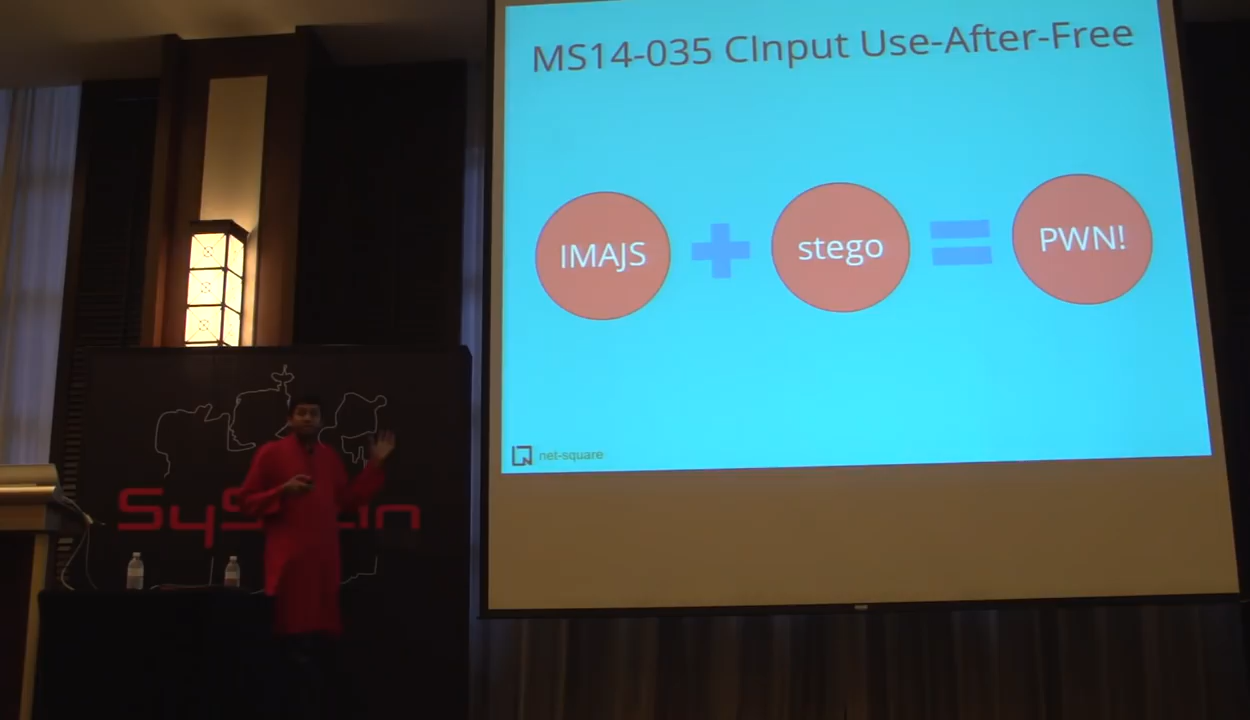 MS14-035 CInput Use-After-Free
IMAJS
stego
PWN!
net-square